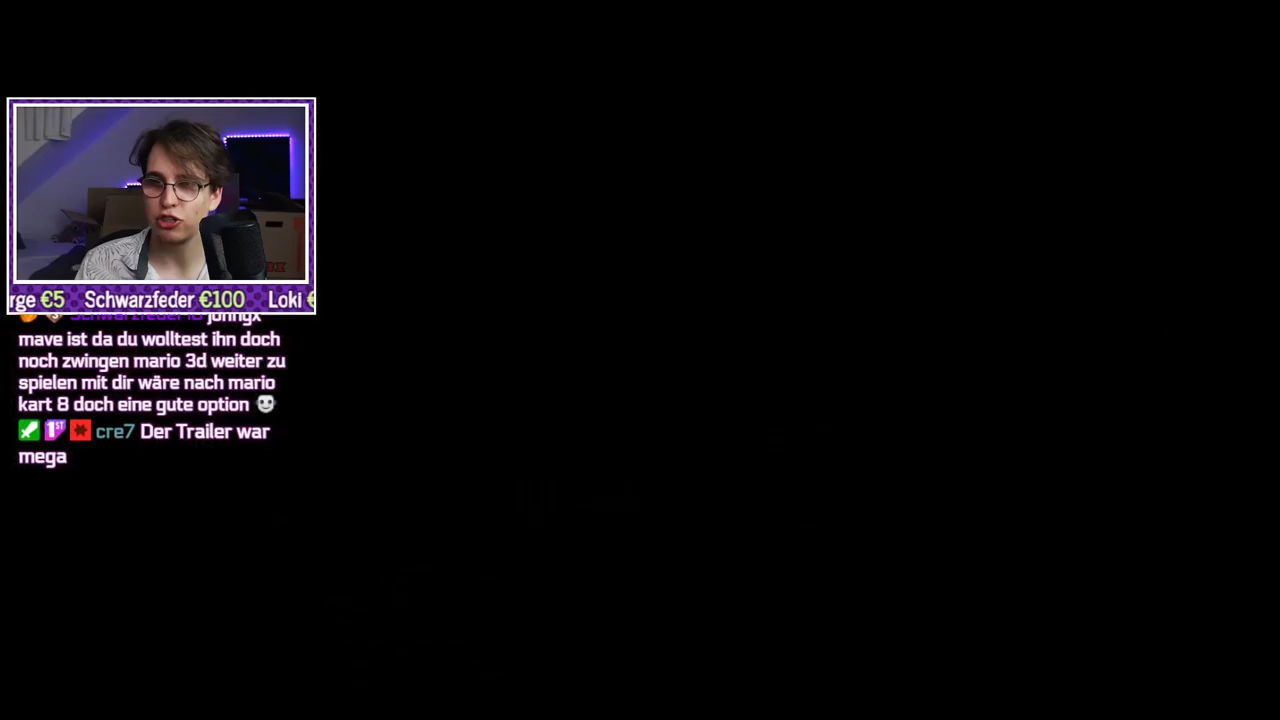 rge €5 Schwarzfeder €100 Loki €
mave ist da du wolltest ihn doch
noch zwingen mario 3d weiter zu
spielen mit dir wäre nach mario
kart 8 doch eine gute option
1ST cre7 Der Trailer war
mega